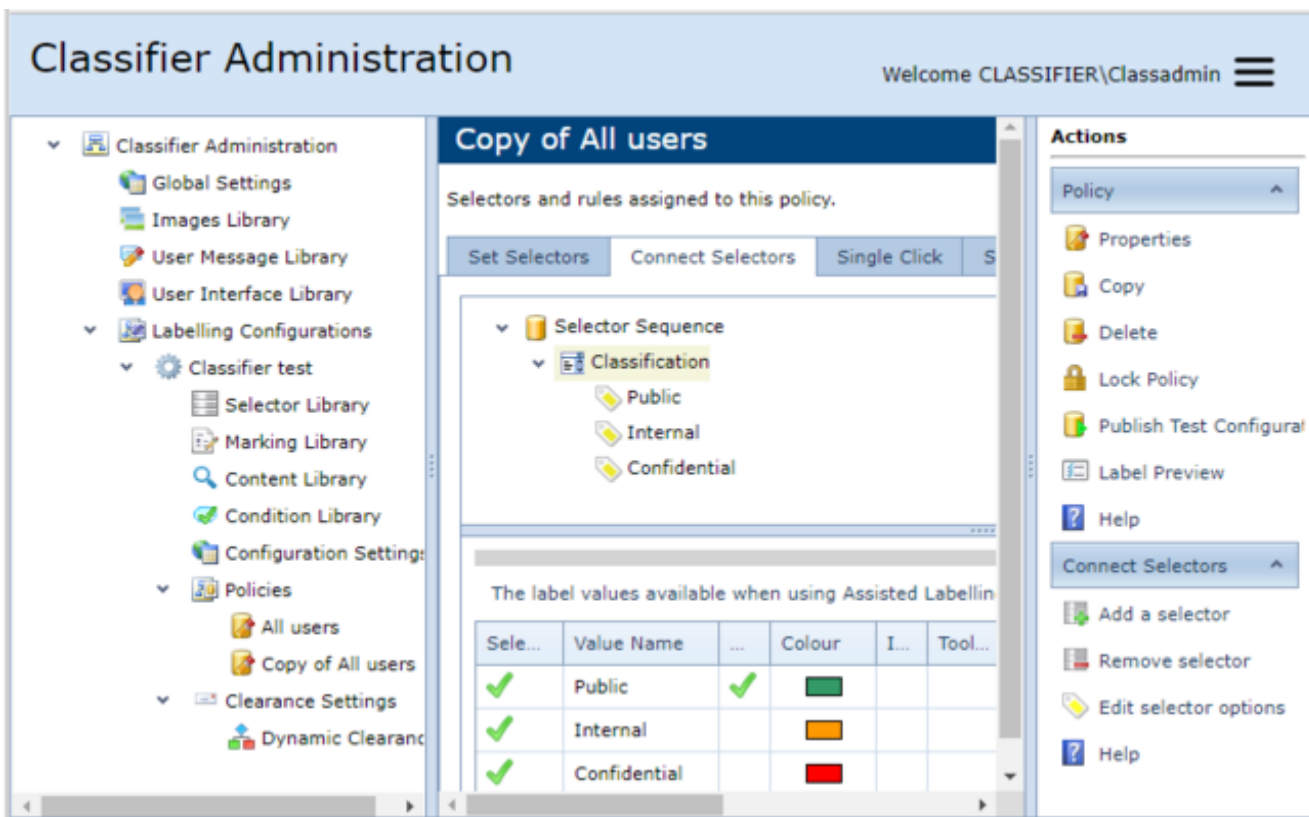 Classifier Administration
Welcome CLASSIFIER\Classadmin
Classifier Administration
Global Settings
Images Library
User Message Library
User Interface Library
Labelling Configurations
Classifier test
Selector Library
Marking Library
Content Library
Condition Library
Configuration Settings
Policies
All users
Copy of All users
Clearance Settings
Dynamic Clearanc
Copy of All users
Selectors and rules assigned to this policy.
Set Selectors
Connect Selectors
Single Click
S
Selector Sequence
Classification
Public
Internal
Confidential
The label values available when using Assisted Labellin
Sele... Value Name ... Colour I... Tool...
Public
Internal
Confidential
Actions
Policy
Properties
Copy
Delete
Lock Policy
Publish Test Configurat
Label Preview
Help
Connect Selectors
Add a selector
Remove selector
Edit selector options
Help